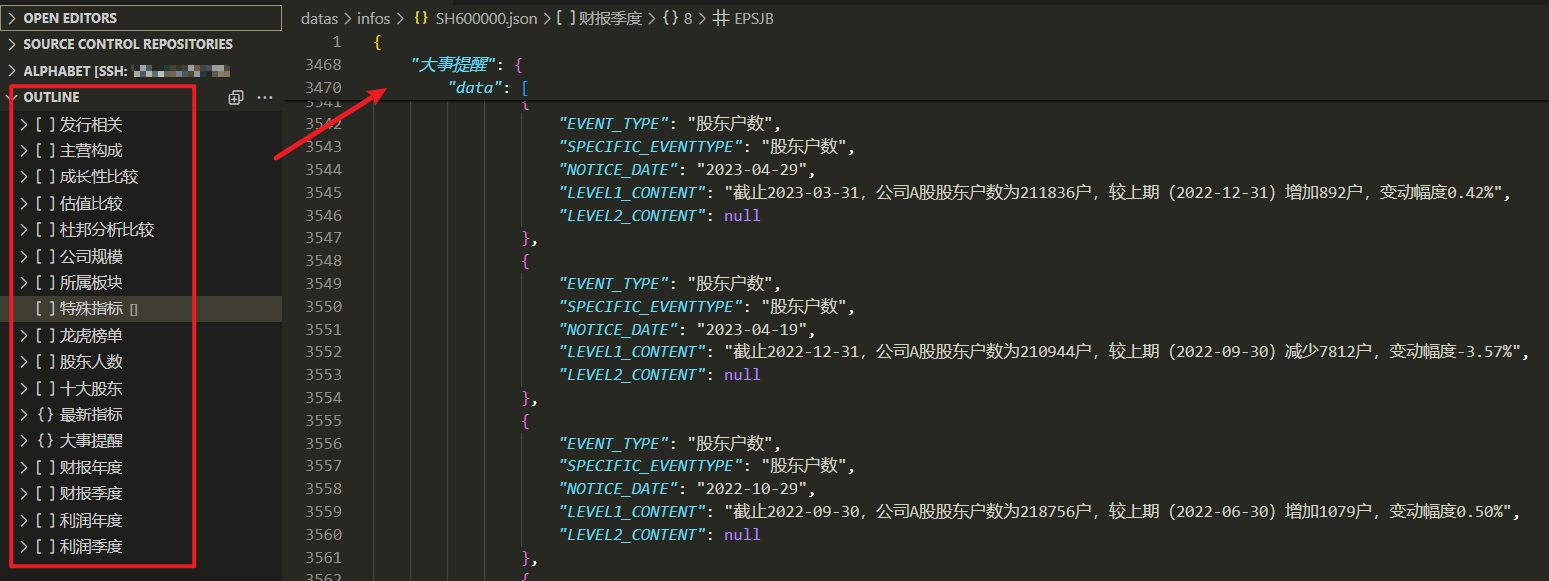 OPEN EDITORS
SOURCE CONTROL REPOSITORIES
ALPHABET [SSH:
OUTLINE
[ ] 发行相关
[ ] 主营构成
[ ] 成长性比较
[ ] 估值比较
[ ] 杜邦分析比较
[ ] 公司规模
[ ] 所属板块
[ ] 特殊指标 []
[ ] 龙虎榜单
[ ] 股东人数
[ ] 十大股东
{} 最新指标
{} 大事提醒
[ ] 财报年度
[ ] 财报季度
[ ] 利润年度
[ ] 利润季度
datas > infos > {} SH600000.json > [ ] 财报季度 > {} 8 > EPSJB
1 {
3468 "大事提醒": {
3470 "data": [
3541 {
3542 "EVENT_TYPE": "股东户数",
3543 "SPECIFIC_EVENTTYPE": "股东户数",
3544 "NOTICE_DATE": "2023-04-29",
3545 "LEVEL1_CONTENT": "截止2023-03-31，公司A股股东户数为211836户，较上期（2022-12-31）增加892户，变动幅度0.42%",
3546 "LEVEL2_CONTENT": null
3547 },
3548 {
3549 "EVENT_TYPE": "股东户数",
3550 "SPECIFIC_EVENTTYPE": "股东户数",
3551 "NOTICE_DATE": "2023-04-19",
3552 "LEVEL1_CONTENT": "截止2022-12-31，公司A股股东户数为210944户，较上期（2022-09-30）减少7812户，变动幅度-3.57%",
3553 "LEVEL2_CONTENT": null
3554 },
3555 {
3556 "EVENT_TYPE": "股东户数",
3557 "SPECIFIC_EVENTTYPE": "股东户数",
3558 "NOTICE_DATE": "2022-10-29",
3559 "LEVEL1_CONTENT": "截止2022-09-30，公司A股股东户数为218756户，较上期（2022-06-30）增加1079户，变动幅度0.50%",
3560 "LEVEL2_CONTENT": null
3561 },
3562 {